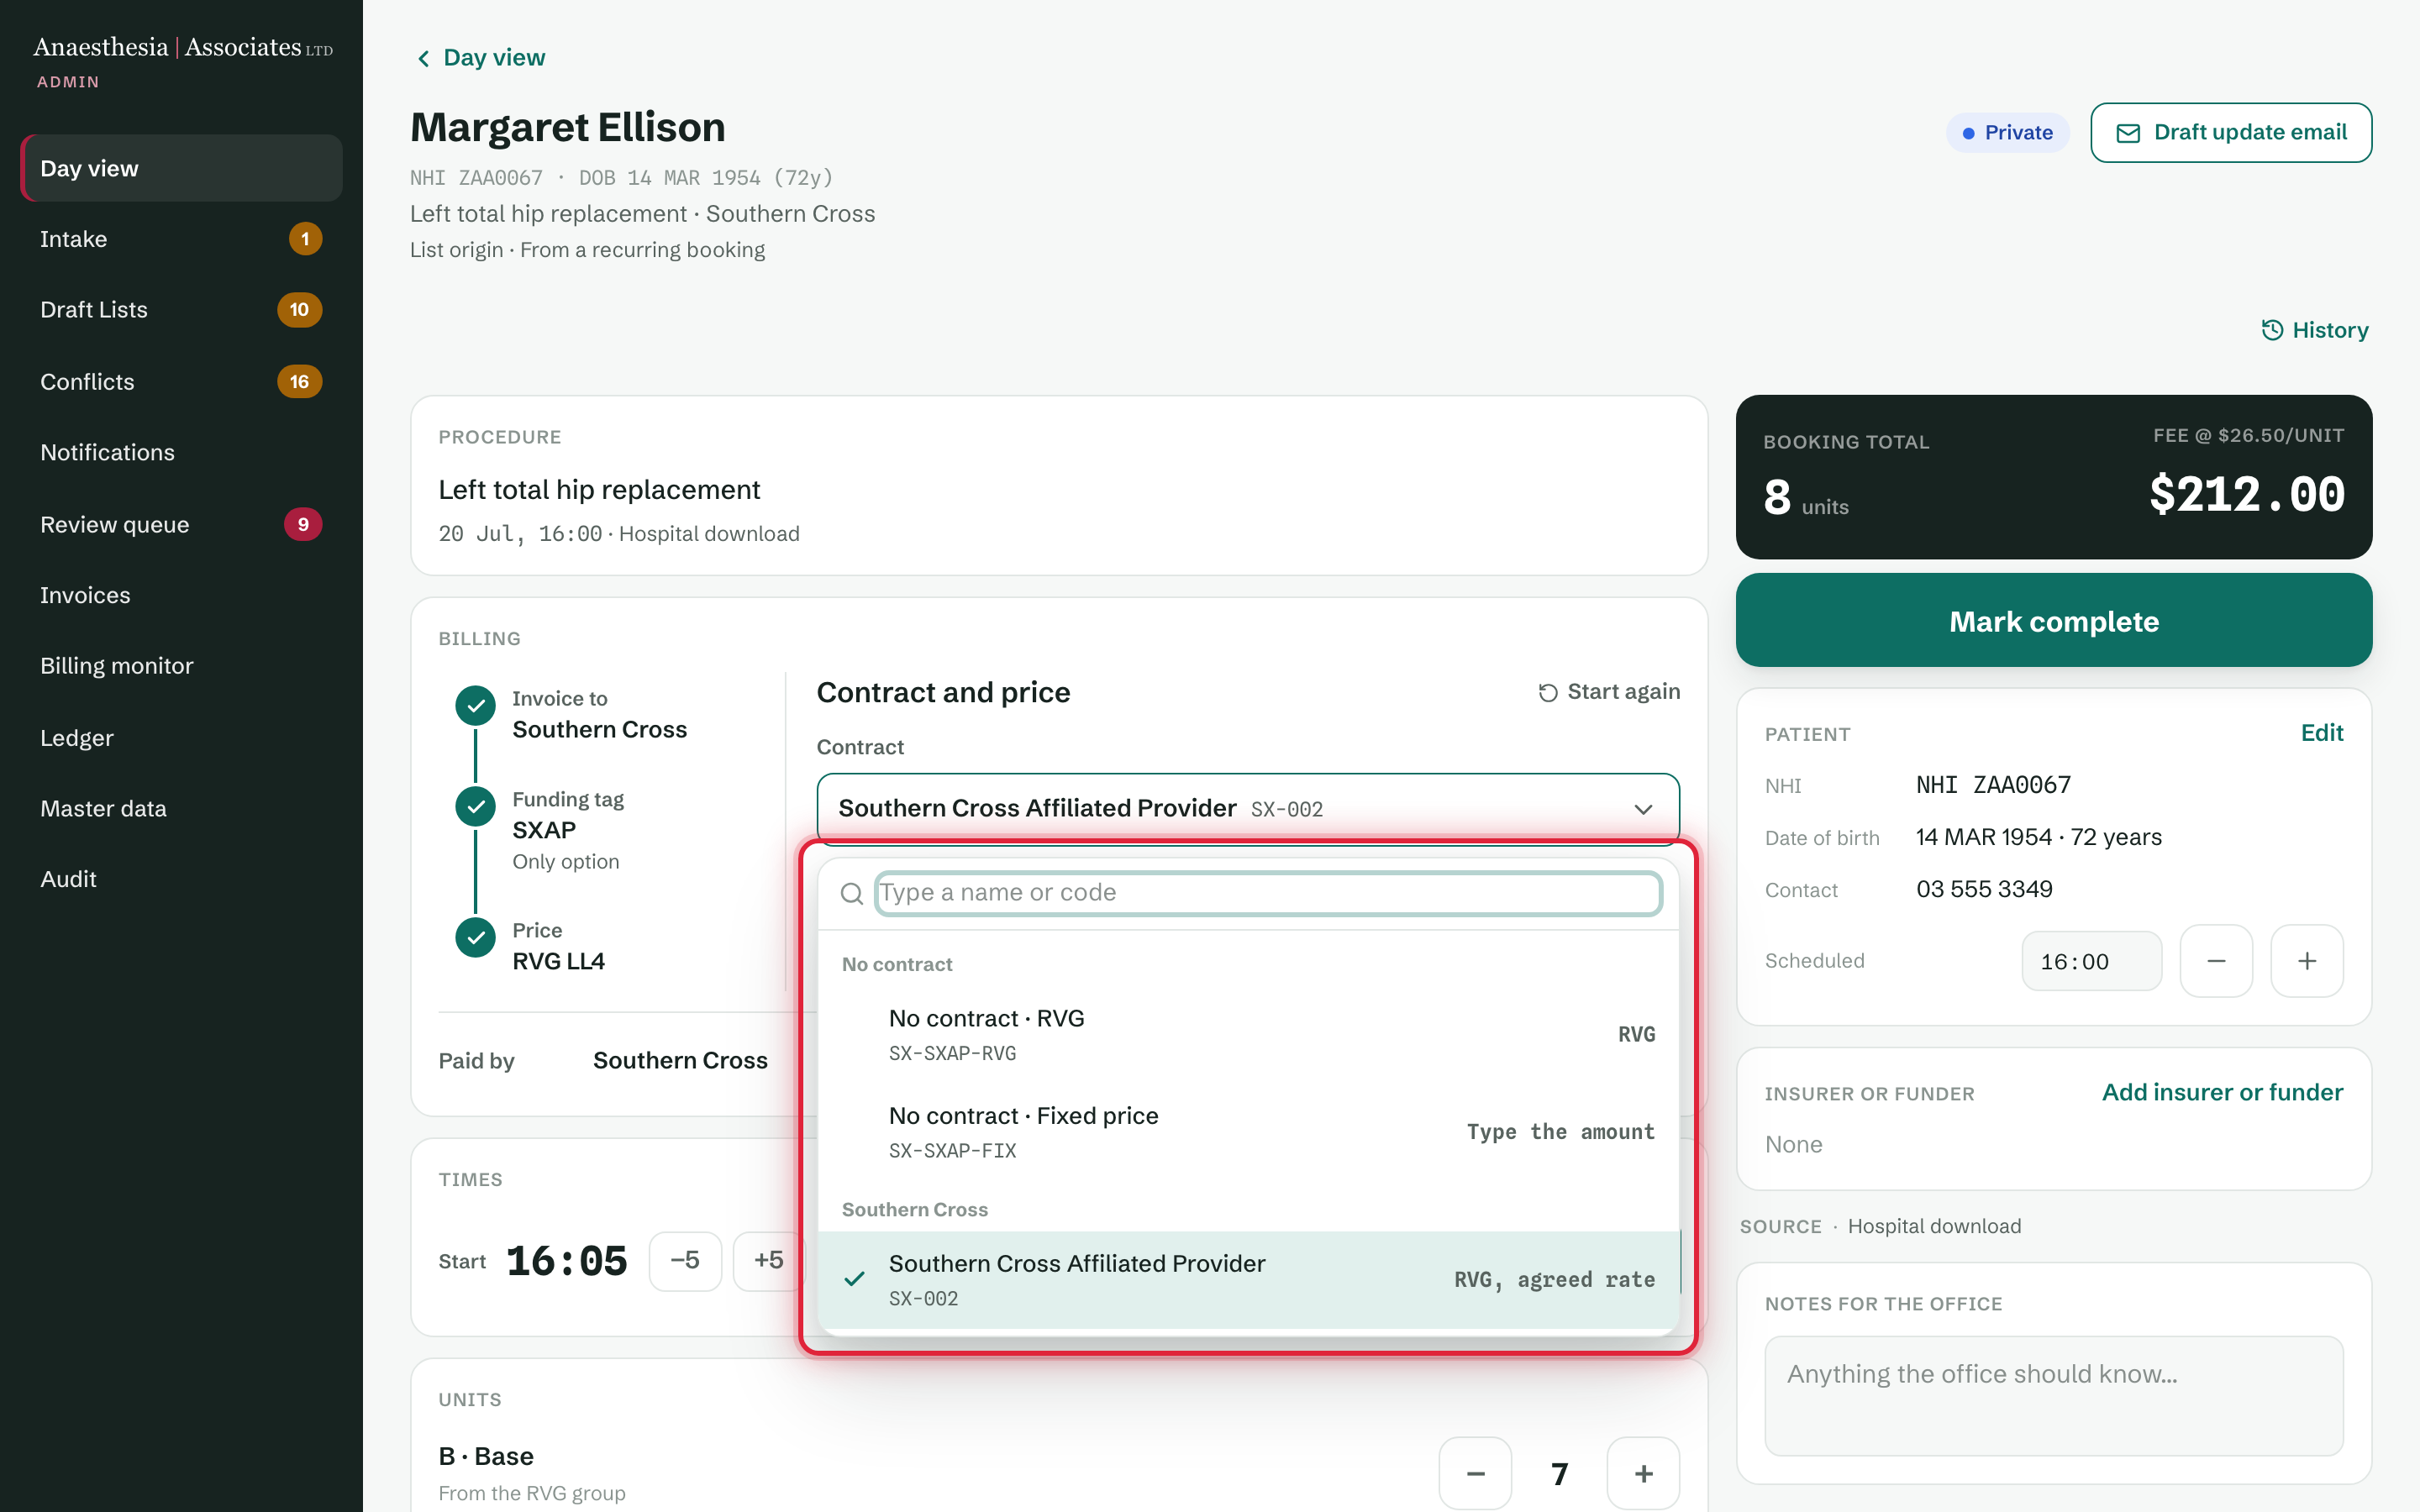 Anaesthesia | Associates LTD
ADMIN
Day view
Intake 1
Draft Lists 10
Conflicts 16
Notifications
Review queue 9
Invoices
Billing monitor
Ledger
Master data
Audit
Day view
Margaret Ellison
NHI ZAA0067 · DOB 14 MAR 1954 (72y)
Left total hip replacement · Southern Cross
List origin · From a recurring booking
Private
Draft update email
History
PROCEDURE
Left total hip replacement
20 Jul, 16:00 · Hospital download
BILLING
Invoice to
Southern Cross
Funding tag
SXAP
Only option
Price
RVG LL4
Paid by Southern Cross
Contract and price
Start again
Contract
Southern Cross Affiliated Provider SX-002
Type a name or code
No contract
No contract · RVG
SX-SXAP-RVG
RVG
No contract · Fixed price
SX-SXAP-FIX
Type the amount
Southern Cross
Southern Cross Affiliated Provider
SX-002
RVG, agreed rate
TIMES
Start 16:05 −5 +5
UNITS
B · Base
From the RVG group
− 7 +
BOOKING TOTAL
8 units
FEE @ $26.50/UNIT
$212.00
Mark complete
PATIENT
Edit
NHI NHI ZAA0067
Date of birth 14 MAR 1954 · 72 years
Contact 03 555 3349
Scheduled 16:00 − +
INSURER OR FUNDER
Add insurer or funder
None
SOURCE · Hospital download
NOTES FOR THE OFFICE
Anything the office should know...